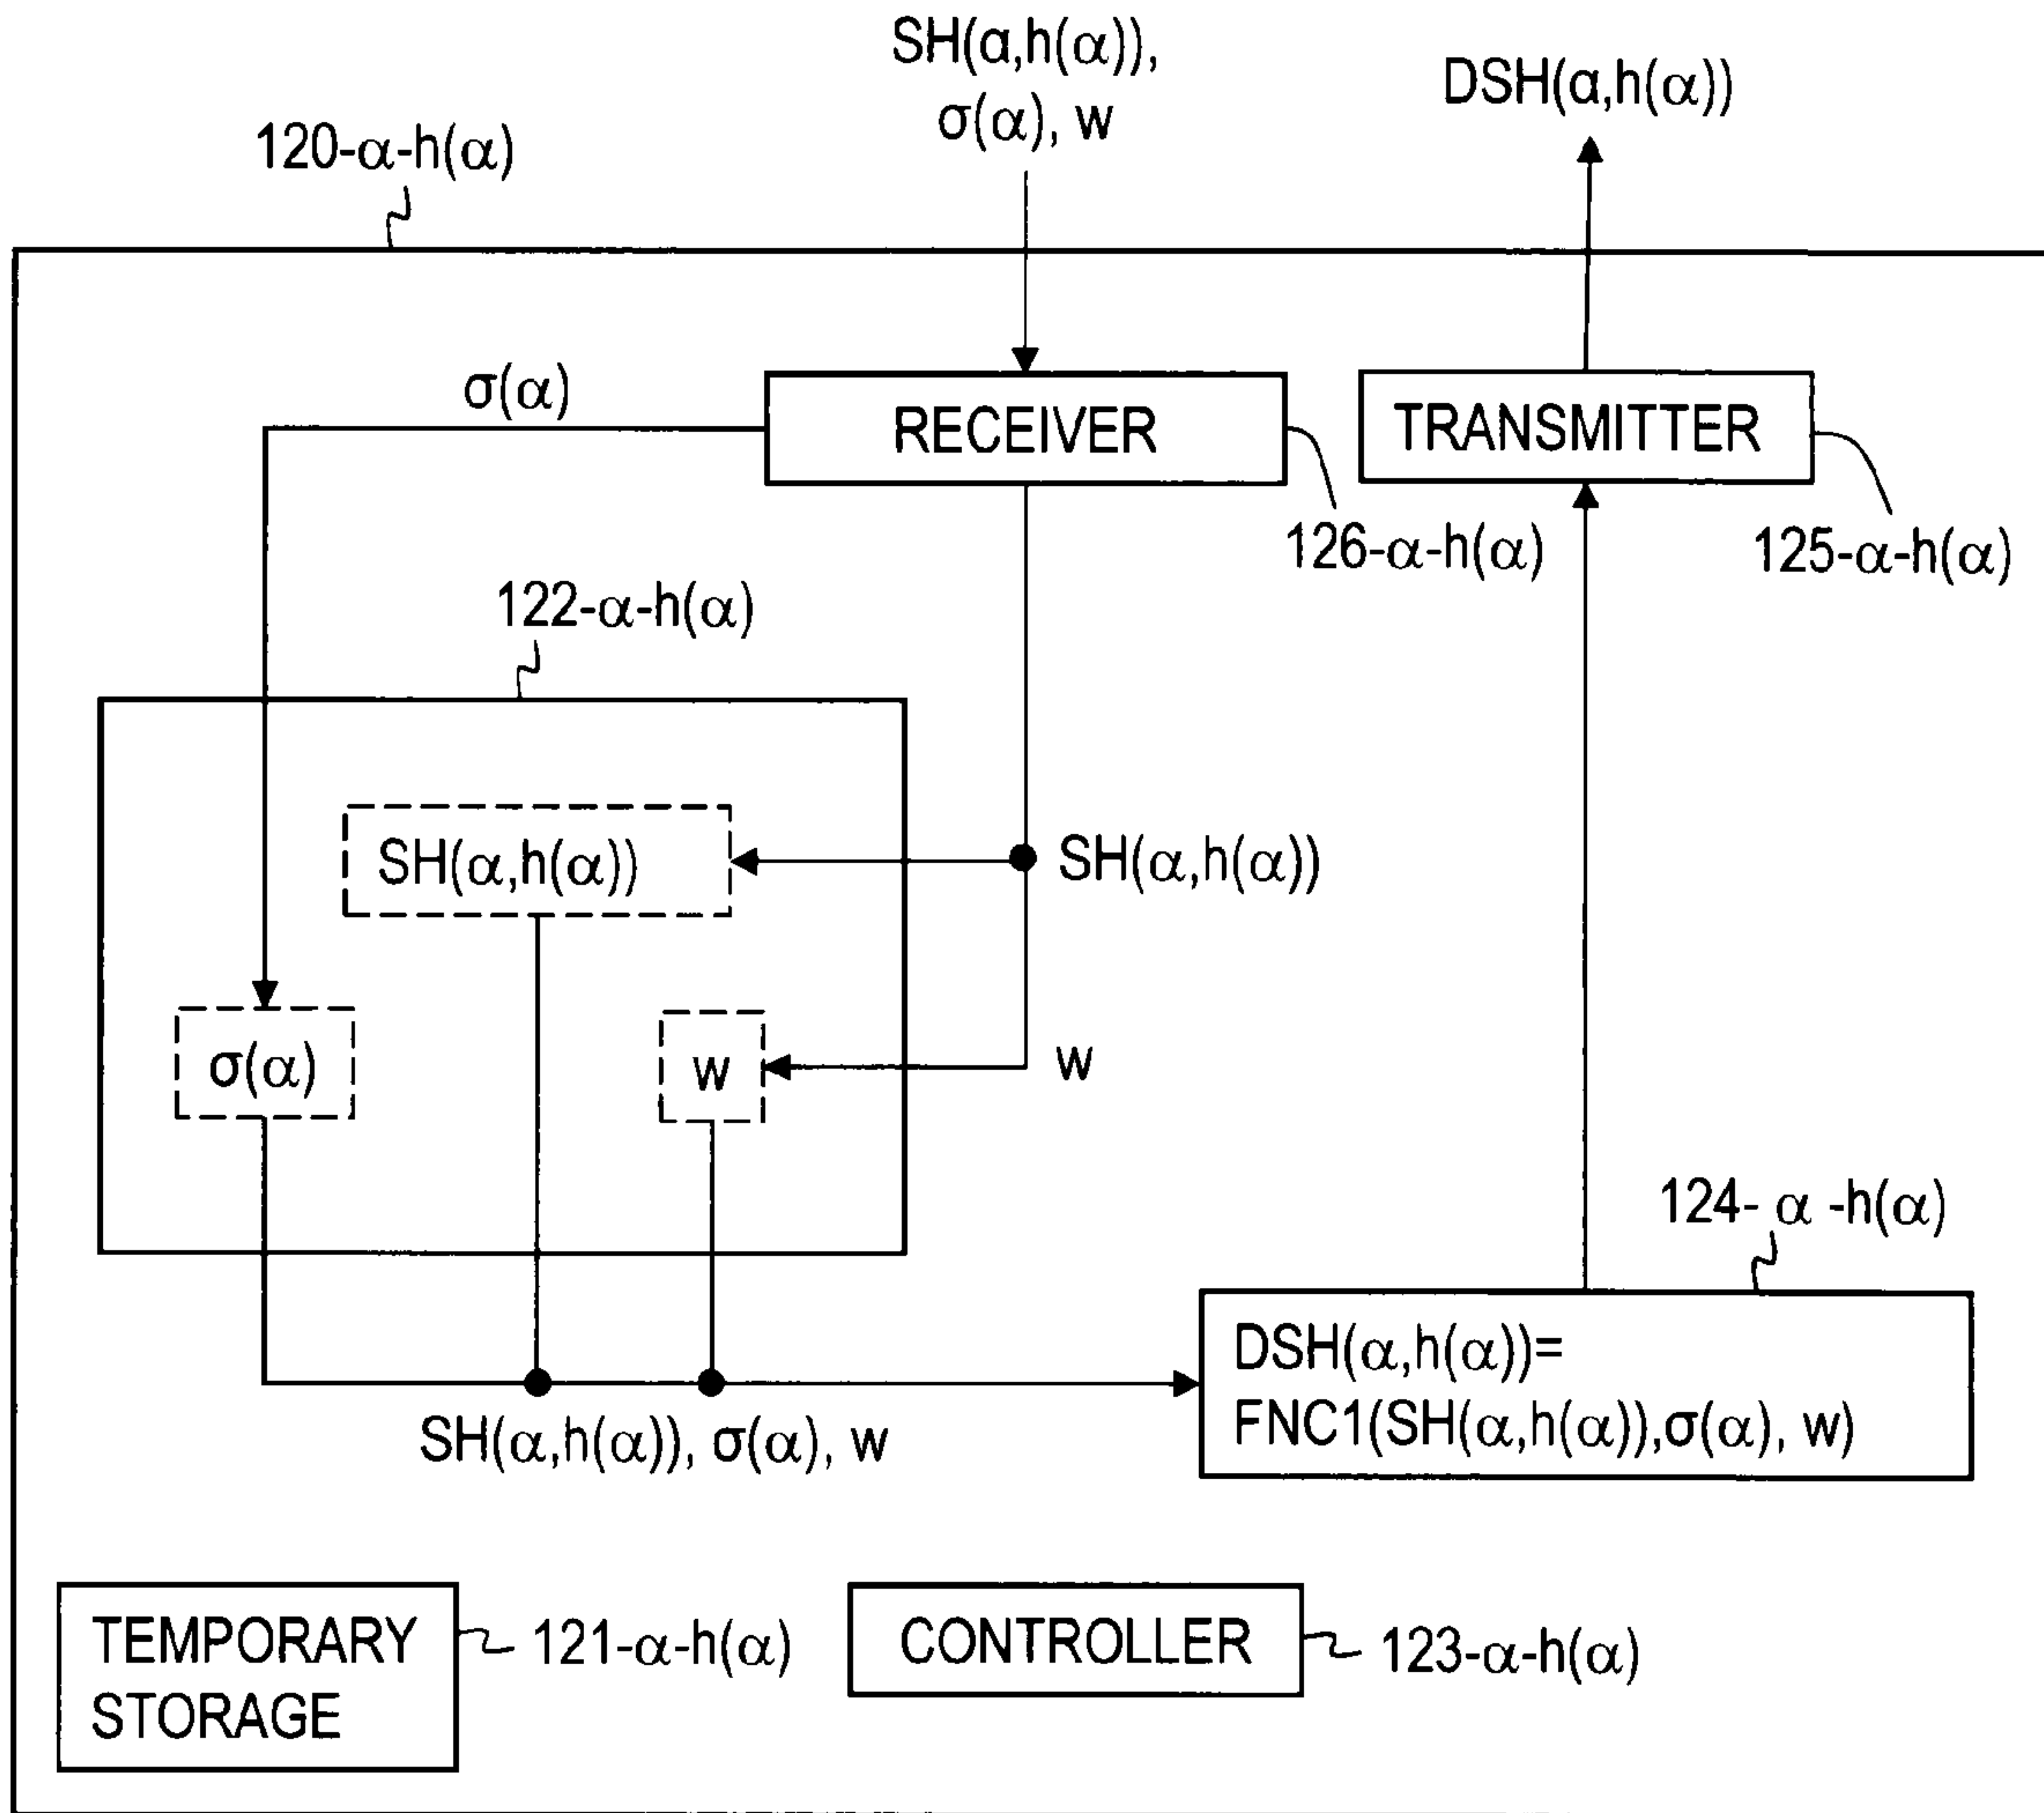 SH(α,h(α)),
σ(α), w
DSH(α,h(α))
120-α-h(α)
σ(α)
RECEIVER
TRANSMITTER
126-α-h(α)
125-α-h(α)
122-α-h(α)
SH(α,h(α))
SH(α,h(α))
σ(α)
w
w
124- α -h(α)
DSH(α,h(α))=
FNC1(SH(α,h(α)),σ(α), w)
SH(α,h(α)), σ(α), w
TEMPORARY
STORAGE
121-α-h(α)
CONTROLLER
123-α-h(α)